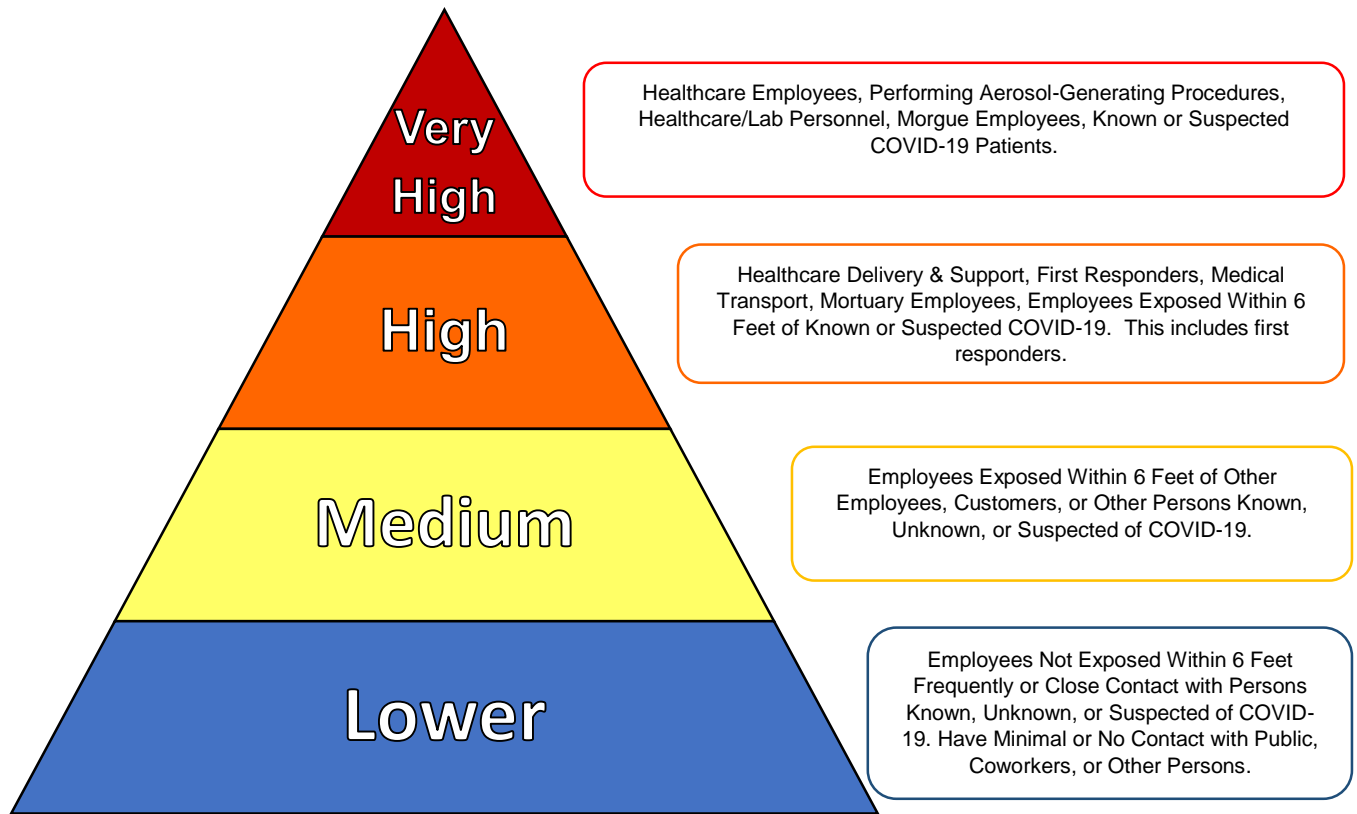 Very
High
Healthcare Employees, Performing Aerosol-Generating Procedures,
Healthcare/Lab Personnel, Morgue Employees, Known or Suspected
COVID-19 Patients.
High
Healthcare Delivery & Support, First Responders, Medical
Transport, Mortuary Employees, Employees Exposed Within 6
Feet of Known or Suspected COVID-19.  This includes first
responders.
Medium
Employees Exposed Within 6 Feet of Other
Employees, Customers, or Other Persons Known,
Unknown, or Suspected of COVID-19.
Lower
Employees Not Exposed Within 6 Feet
Frequently or Close Contact with Persons
Known, Unknown, or Suspected of COVID-
19. Have Minimal or No Contact with Public,
Coworkers, or Other Persons.